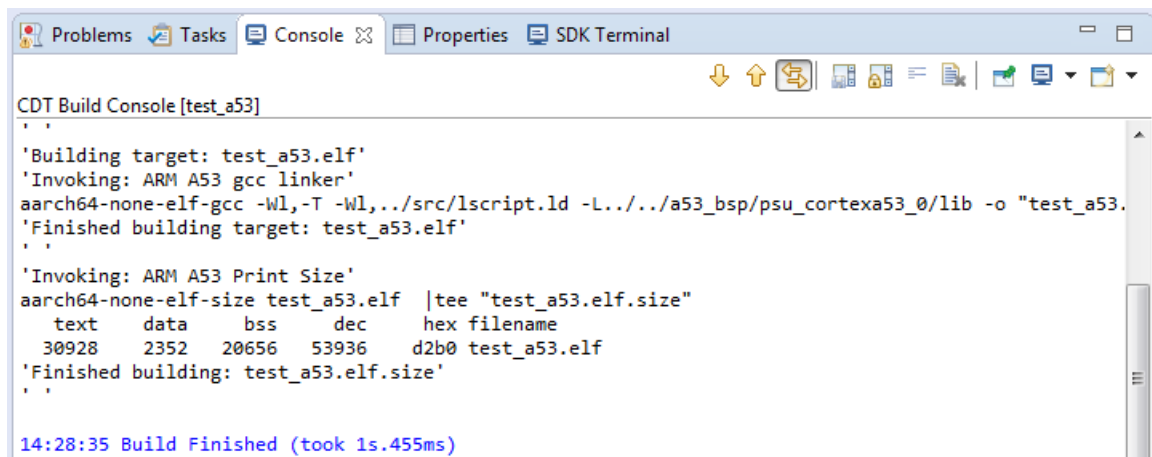 Problems Tasks Console Properties SDK Terminal
CDT Build Console [test_a53]
' '
'Building target: test_a53.elf'
'Invoking: ARM A53 gcc linker'
aarch64-none-elf-gcc -Wl,-T -Wl,../src/lscript.ld -L../../a53_bsp/psu_cortexa53_0/lib -o "test_a53.
'Finished building target: test_a53.elf'
' '
'Invoking: ARM A53 Print Size'
aarch64-none-elf-size test_a53.elf  |tee "test_a53.elf.size"
   text    data     bss     dec     hex filename
  30928    2352   20656   53936    d2b0 test_a53.elf
'Finished building: test_a53.elf.size'
' '
14:28:35 Build Finished (took 1s.455ms)